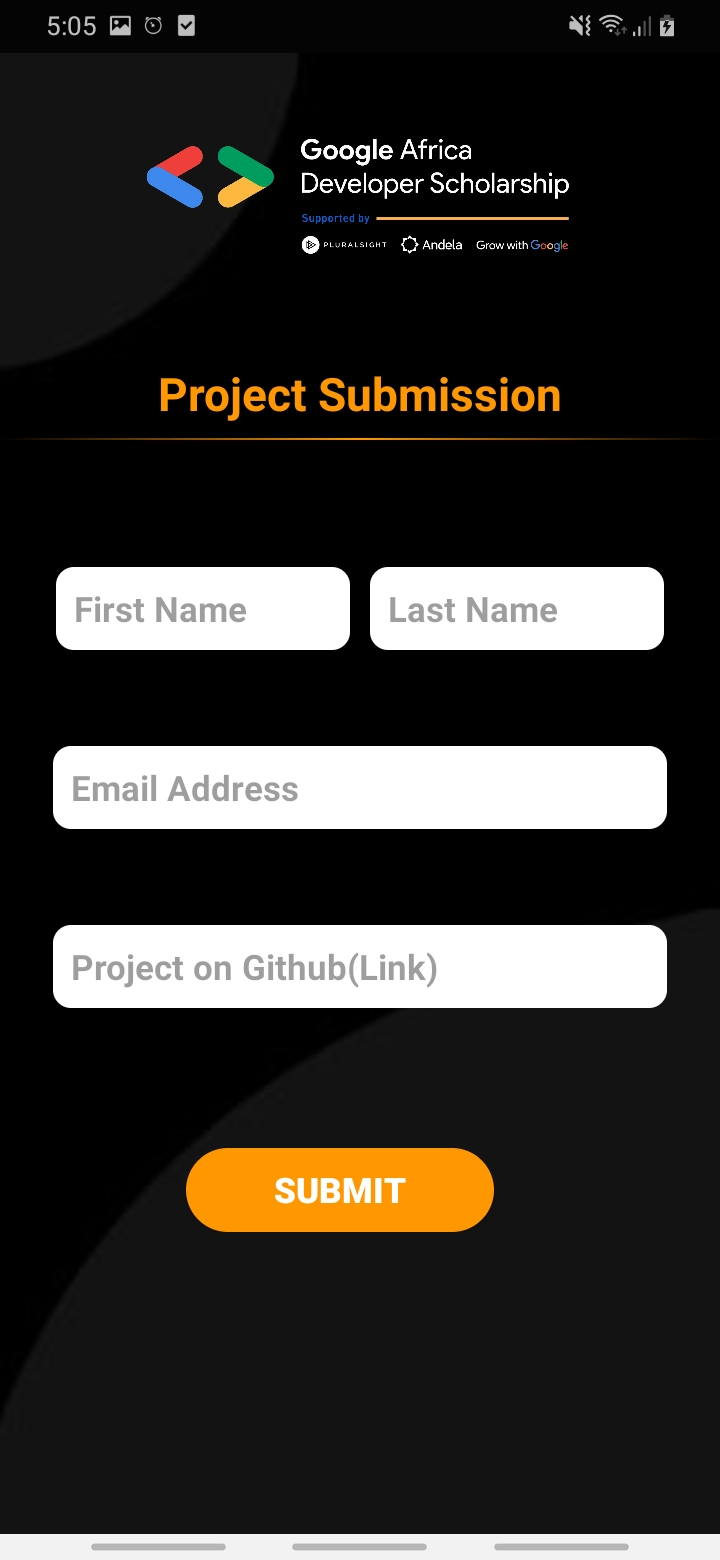 5:05
Google Africa
Developer Scholarship
Supported by
PLURALSIGHT Andela Grow with Google
Project Submission
First Name Last Name
Email Address
Project on Github(Link)
SUBMIT